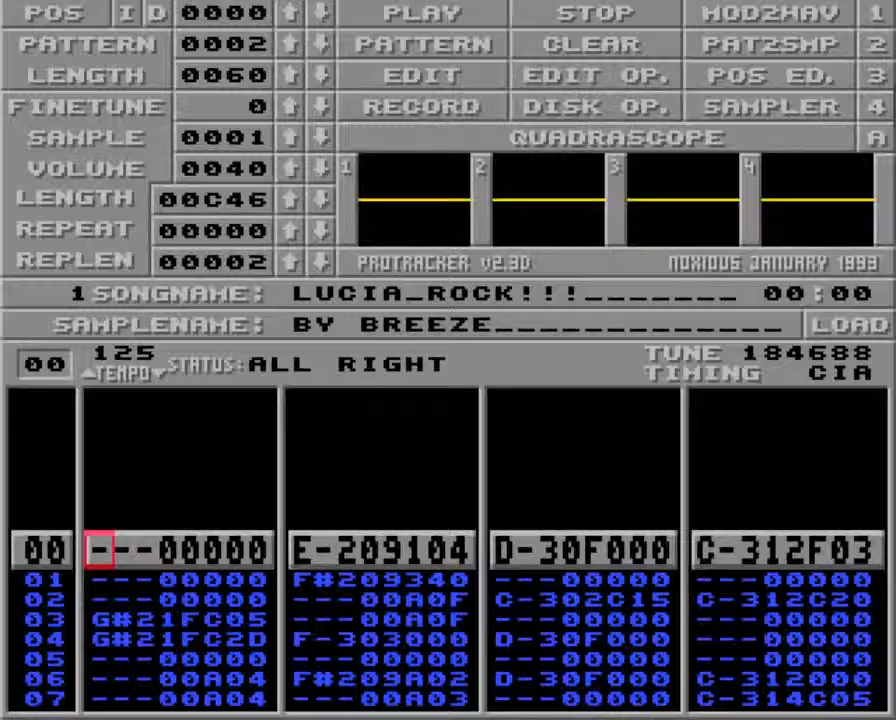 POS I D 0000 PLAY STOP MOD2WAV 1
PATTERN 0002 PATTERN CLEAR PAT2SMP 2
LENGTH 0060 EDIT EDIT OP. POS ED. 3
FINETUNE 0 RECORD DISK OP. SAMPLER 4
SAMPLE 0001 QUADRASCOPE A
VOLUME 0040 1 2 3 4
LENGTH 00C46
REPEAT 00000
REPLEN 00002 PROTRACKER v2.3D NOXIOUS JANUARY 1993
1 SONGNAME: LUCIA_ROCK!!!_______ 00:00
SAMPLENAME: BY BREEZE_____________ LOAD
00 125 TEMPO STATUS: ALL RIGHT TUNE 184688
TIMING CIA
00 ---00000 E-209104 D-30F000 C-312F03
01 ---00000 F#209340 ---00000 ---00000
02 ---00000 ---00A0F C-302C15 C-312C20
03 G#21FC05 ---00A0F ---00000 ---00000
04 G#21FC2D F-303000 D-30F000 ---00000
05 ---00000 ---00000 ---00000 ---00000
06 ---00A04 F#209A02 D-30F000 C-312000
07 ---00A04 ---00A03 ---00000 C-314C05